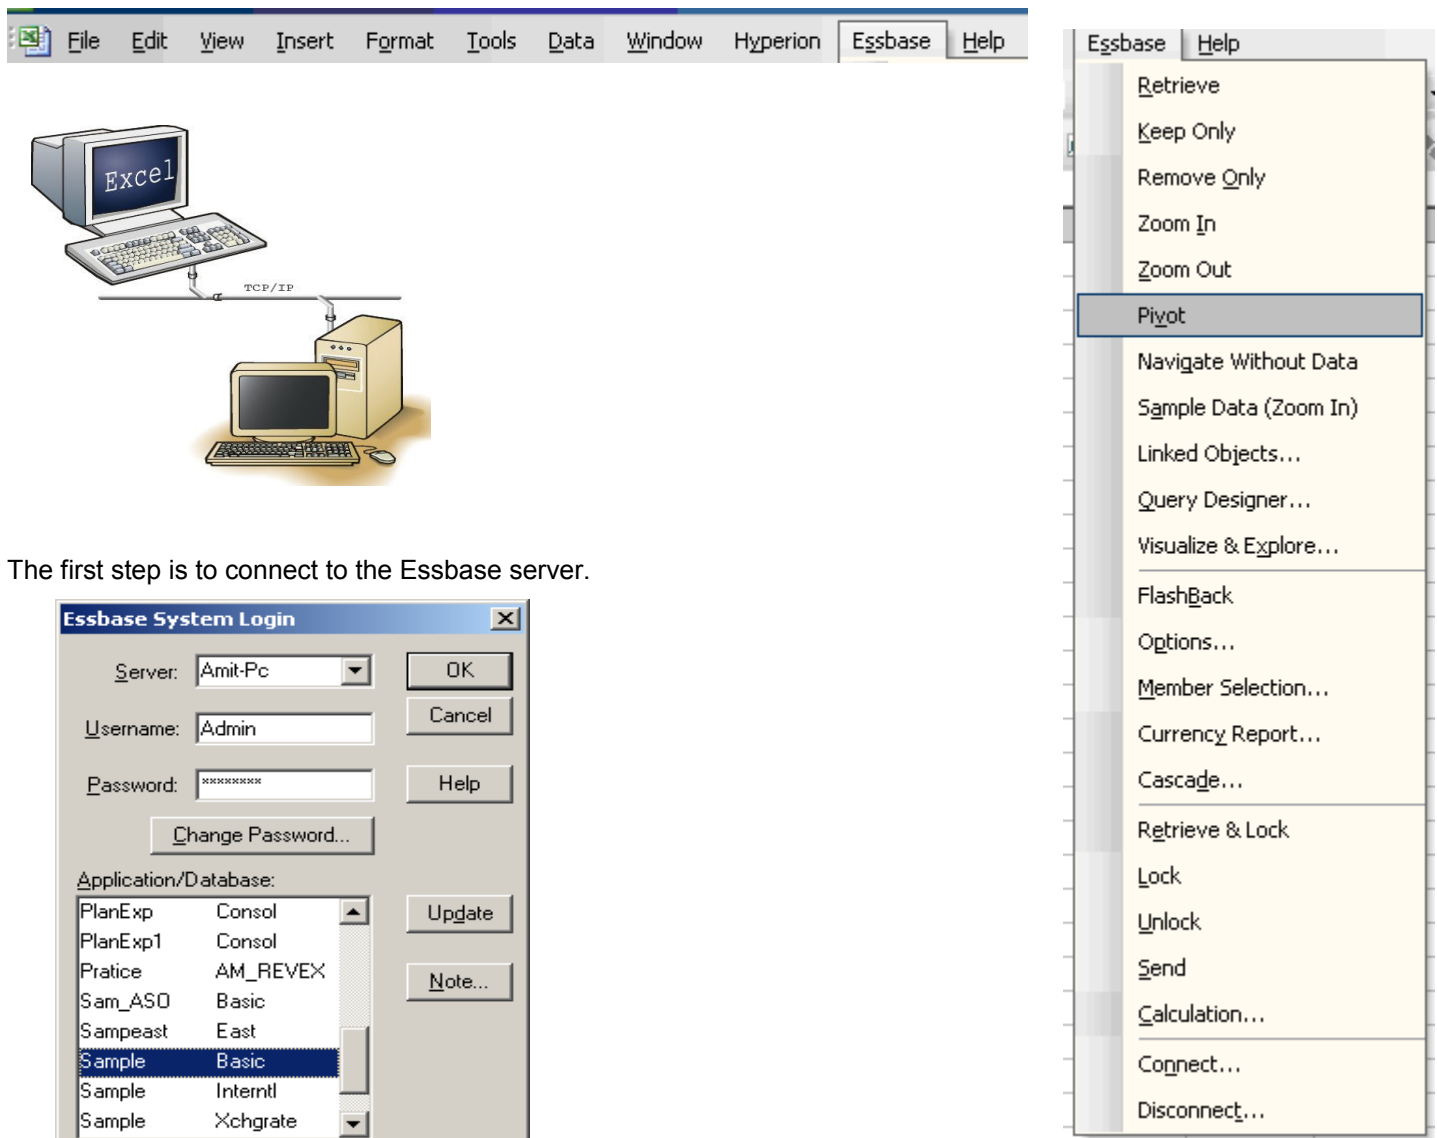 File Edit View Insert Format Tools Data Window Hyperion Essbase Help
Excel
TCP/IP
The first step is to connect to the Essbase server.
Essbase System Login
Server: Amit-Pc OK
Cancel
Username: Admin
Password: ******** Help
Change Password...
Application/Database:
PlanExp Consol Update
PlanExp1 Consol
Pratice AM_REVEX Note...
Sam_ASO Basic
Sampeast East
Sample Basic
Sample Interntl
Sample Xchgrate
Essbase Help
Retrieve
Keep Only
Remove Only
Zoom In
Zoom Out
Pivot
Navigate Without Data
Sample Data (Zoom In)
Linked Objects...
Query Designer...
Visualize & Explore...
FlashBack
Options...
Member Selection...
Currency Report...
Cascade...
Retrieve & Lock
Lock
Unlock
Send
Calculation...
Connect...
Disconnect...